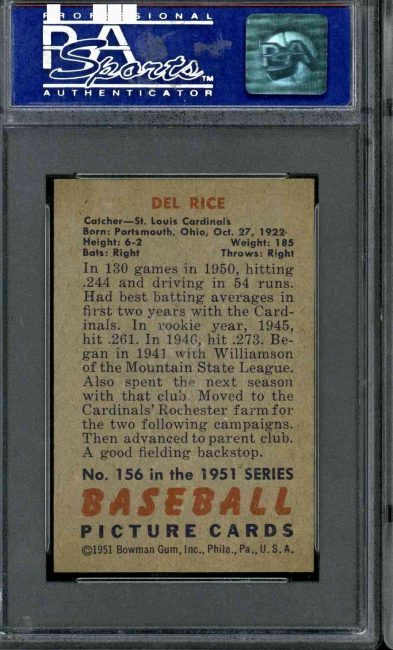 PROFESSIONAL
PSA
Sports™
AUTHENTICATOR
PSA
DEL RICE
Catcher—St. Louis Cardinals
Born: Portsmouth, Ohio, Oct. 27, 1922
Height: 6-2 Weight: 185
Bats: Right Throws: Right
In 130 games in 1950, hitting
.244 and driving in 54 runs.
Had best batting averages in
first two years with the Card-
inals. In rookie year, 1945,
hit .261. In 1946, hit .273. Be-
gan in 1941 with Williamson
of the Mountain State League.
Also spent the next season
with that club. Moved to the
Cardinals' Rochester farm for
the two following campaigns.
Then advanced to parent club.
A good fielding backstop.
No. 156 in the 1951 SERIES
BASEBALL
PICTURE CARDS
©1951 Bowman Gum, Inc., Phila., Pa., U.S.A.